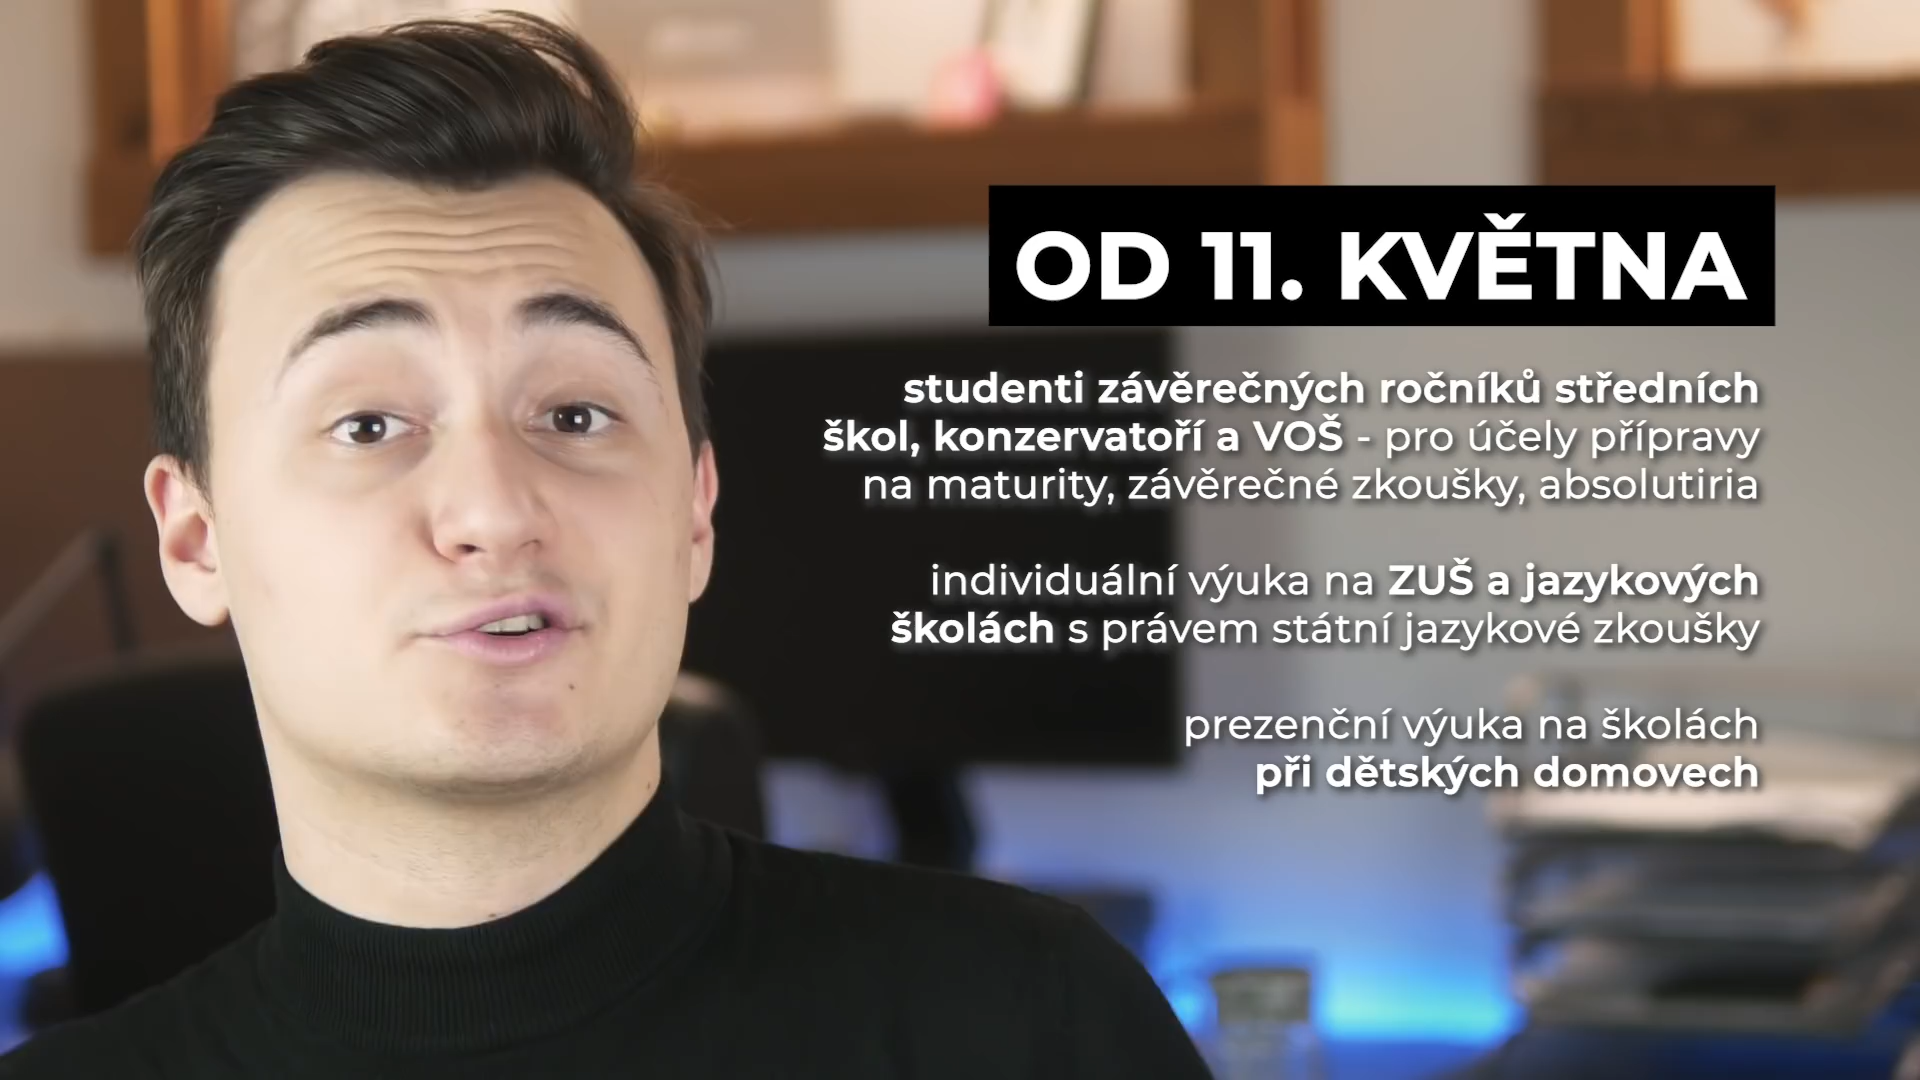 OD 11. KVĚTNA
studenti závěrečných ročníků středních
škol, konzervatoří a VOŠ - pro účely přípravy
na maturity, závěrečné zkoušky, absolutiria
individuální výuka na ZUŠ a jazykových
školách s právem státní jazykové zkoušky
prezenční výuka na školách
při dětských domovech